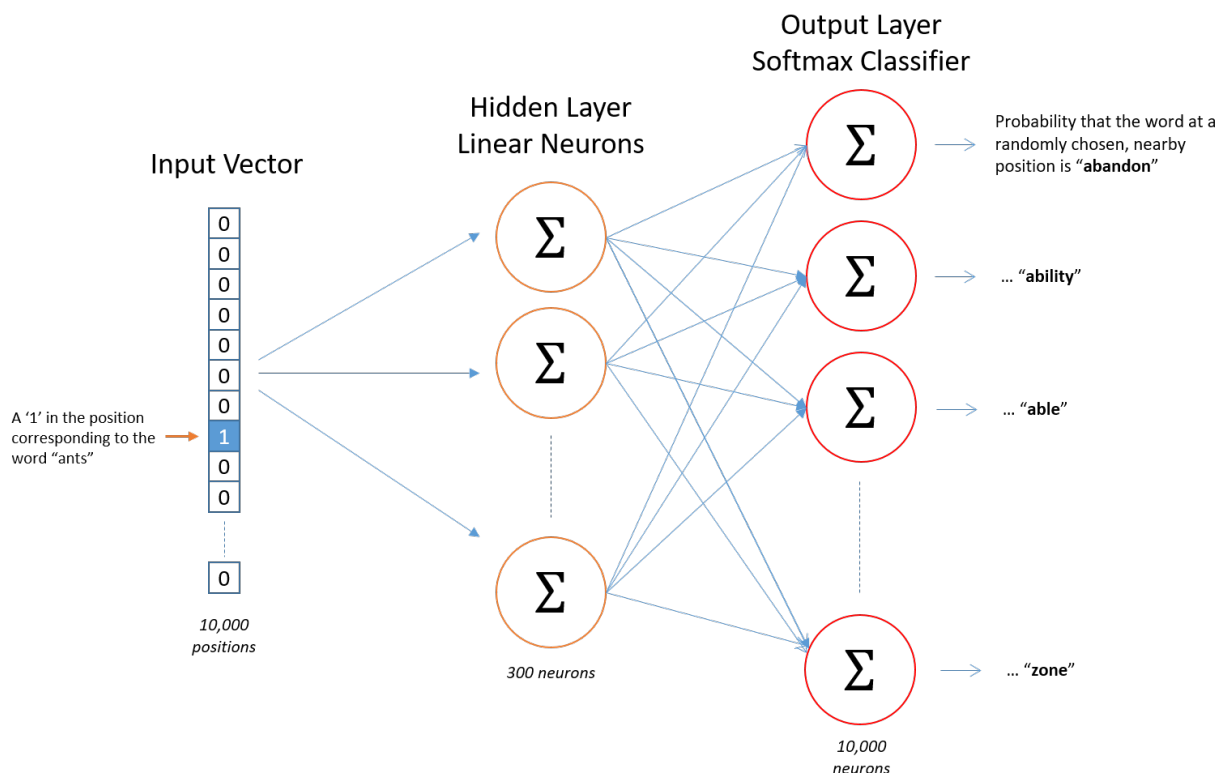 Output Layer
Softmax Classifier
Hidden Layer
Linear Neurons
Input Vector
0
0
0
0
0
0
0
1
0
0
0
A ‘1’ in the position
corresponding to the
word “ants”
10,000
positions
Σ
Σ
Σ
300 neurons
Σ
Σ
Σ
Σ
10,000
neurons
Probability that the word at a
randomly chosen, nearby
position is “abandon”
... “ability”
... “able”
... “zone”